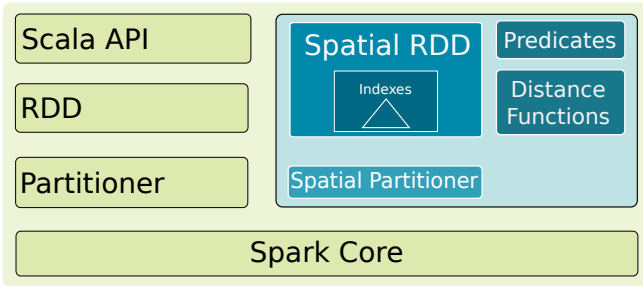 Scala API
RDD
Partitioner
Spatial RDD
Indexes
Predicates
Distance
Functions
Spatial Partitioner
Spark Core